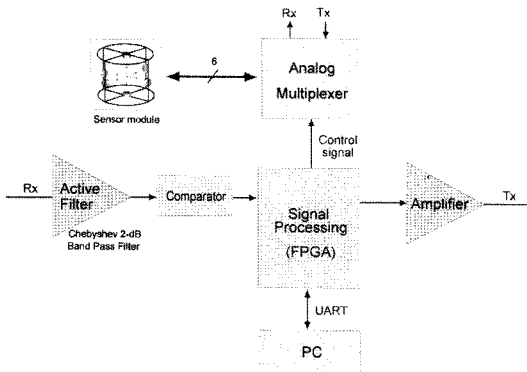 Rx
Tx
6
Analog
Multiplexer
Sensor module
Control
signal
Rx
Active
Filter
Comparator
Signal
Processing
(FPGA)
Amplifier
Tx
Chebyshev 2-dB
Band Pass Filter
UART
PC